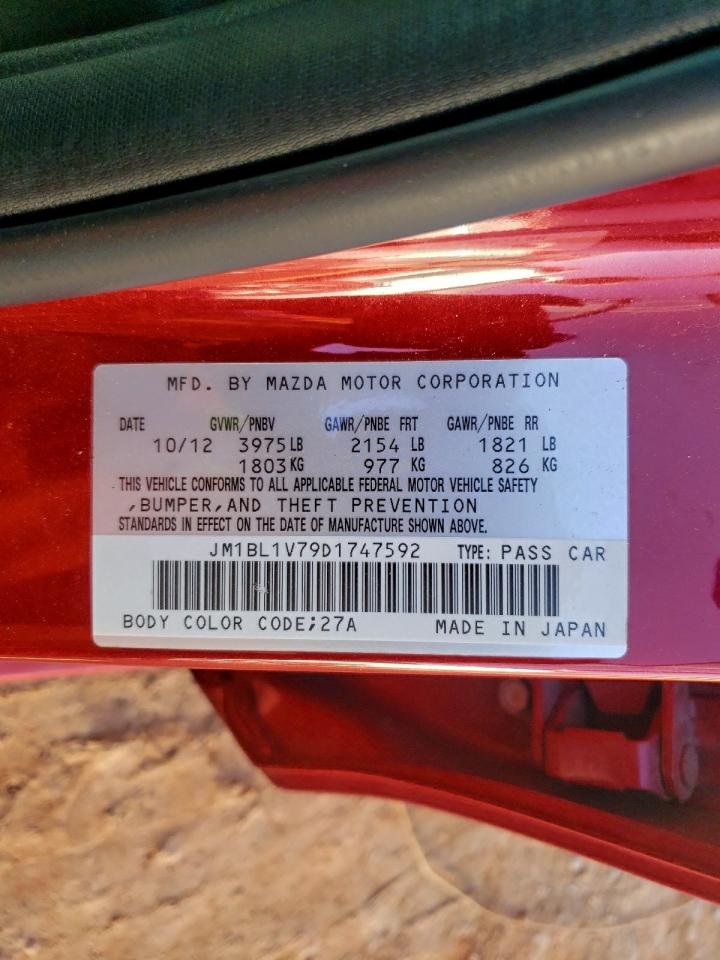 MFD. BY MAZDA MOTOR CORPORATION
DATE GVWR/PNBV GAWR/PNBE FRT GAWR/PNBE RR
10/12 3975 LB 2154 LB 1821 LB
1803 KG 977 KG 826 KG
THIS VEHICLE CONFORMS TO ALL APPLICABLE FEDERAL MOTOR VEHICLE SAFETY
,BUMPER,AND THEFT PREVENTION
STANDARDS IN EFFECT ON THE DATE OF MANUFACTURE SHOWN ABOVE.
JM1BL1V79D1747592 TYPE: PASS CAR
BODY COLOR CODE;27A MADE IN JAPAN